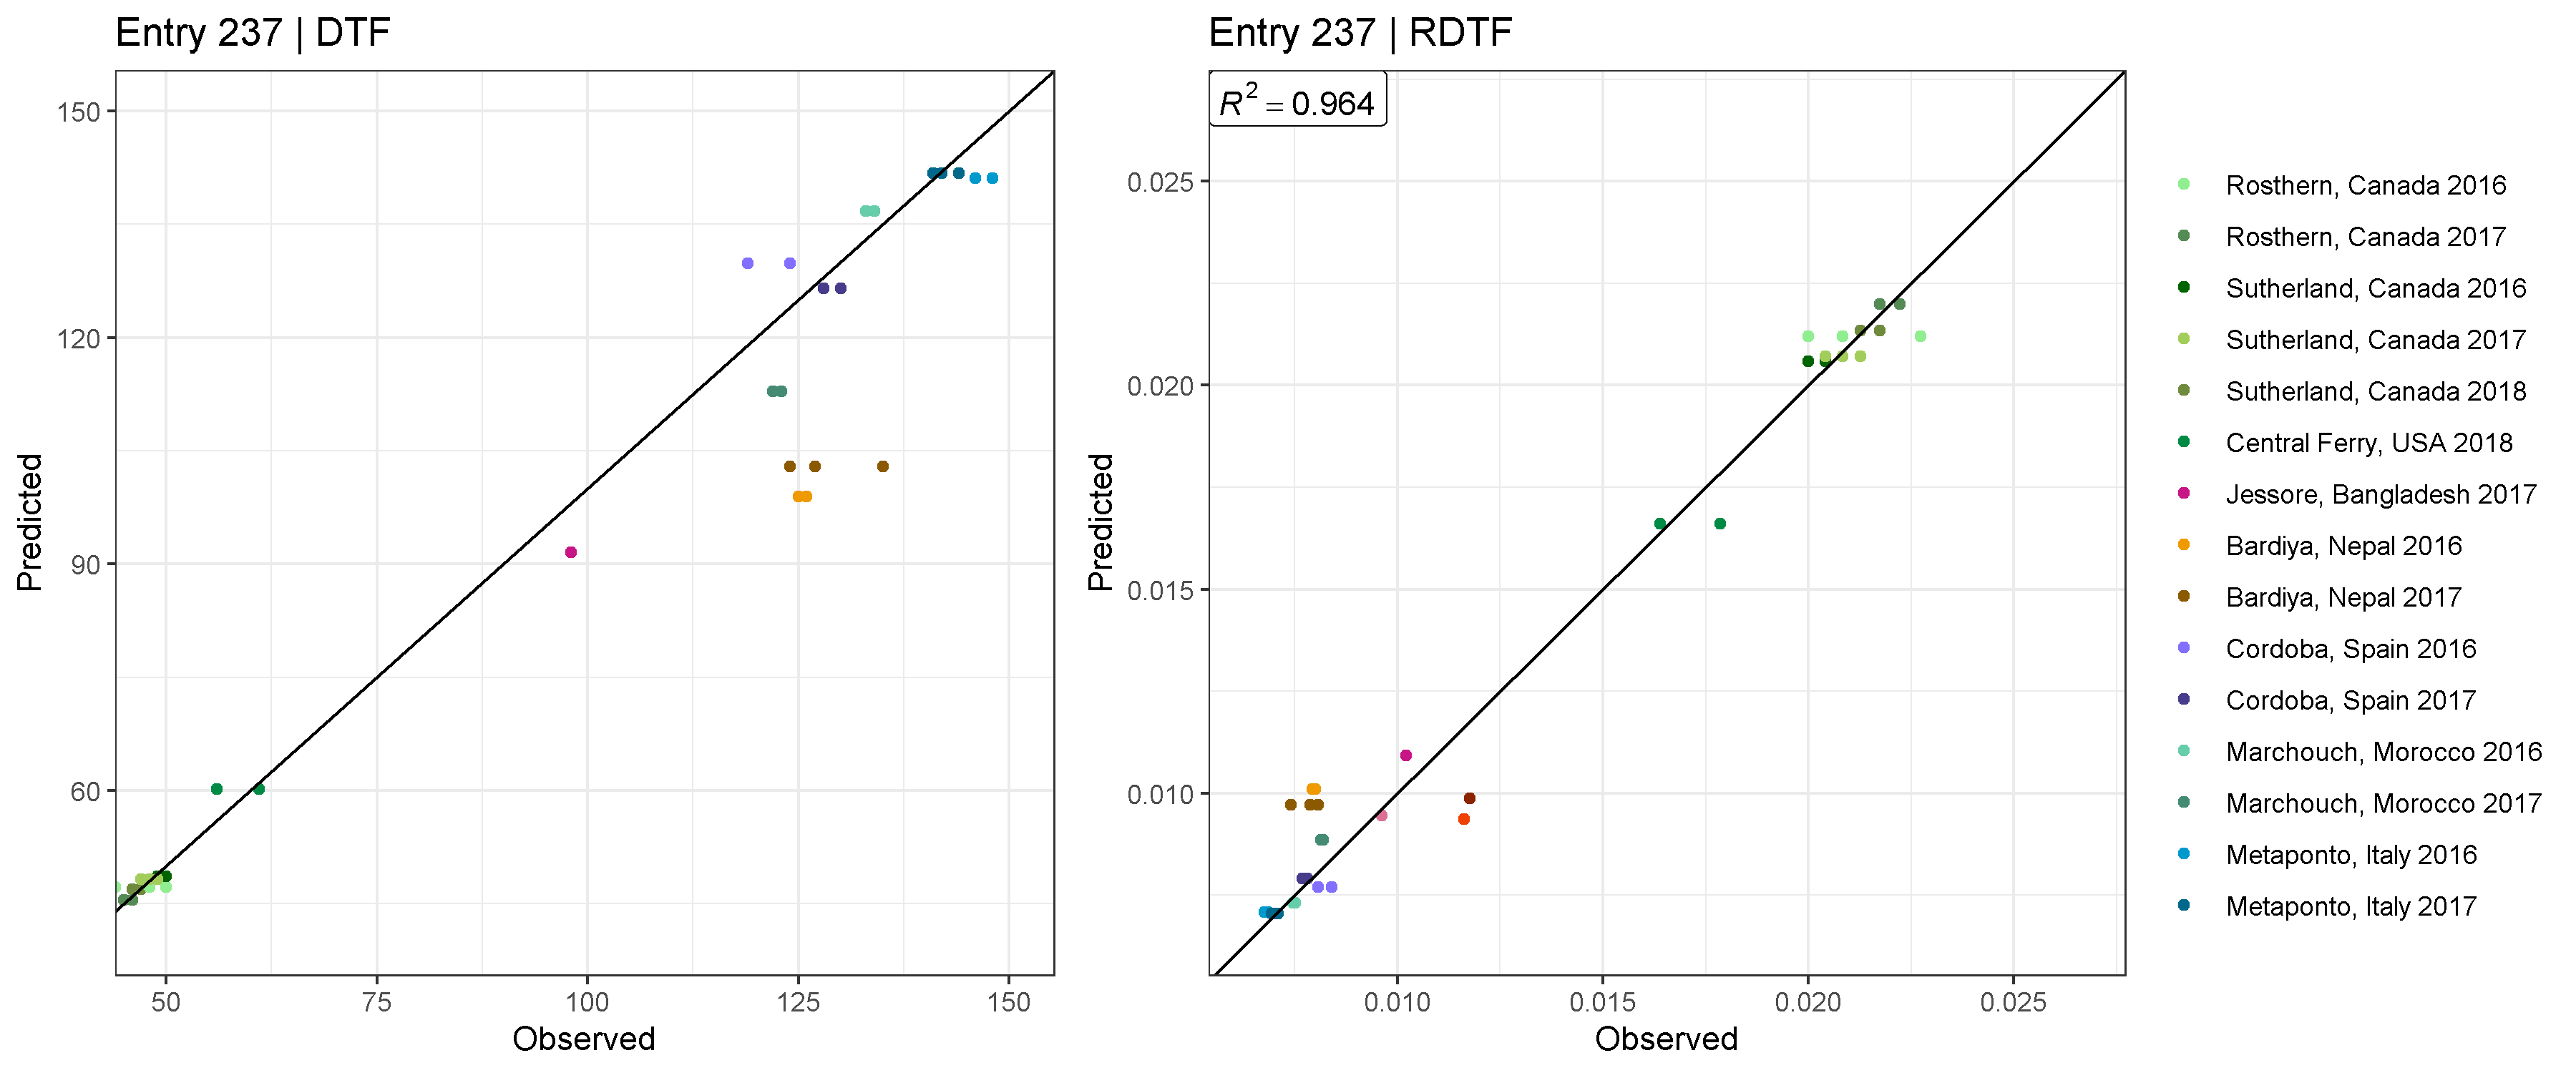 Entry 237 | DTF
150
120
90
60
Predicted
50 75 100 125 150
Observed
Entry 237 | RDTF
R² = 0.964
0.025
0.020
0.015
0.010
Predicted
0.010 0.015 0.020 0.025
Observed
Rosthern, Canada 2016
Rosthern, Canada 2017
Sutherland, Canada 2016
Sutherland, Canada 2017
Sutherland, Canada 2018
Central Ferry, USA 2018
Jessore, Bangladesh 2017
Bardiya, Nepal 2016
Bardiya, Nepal 2017
Cordoba, Spain 2016
Cordoba, Spain 2017
Marchouch, Morocco 2016
Marchouch, Morocco 2017
Metaponto, Italy 2016
Metaponto, Italy 2017